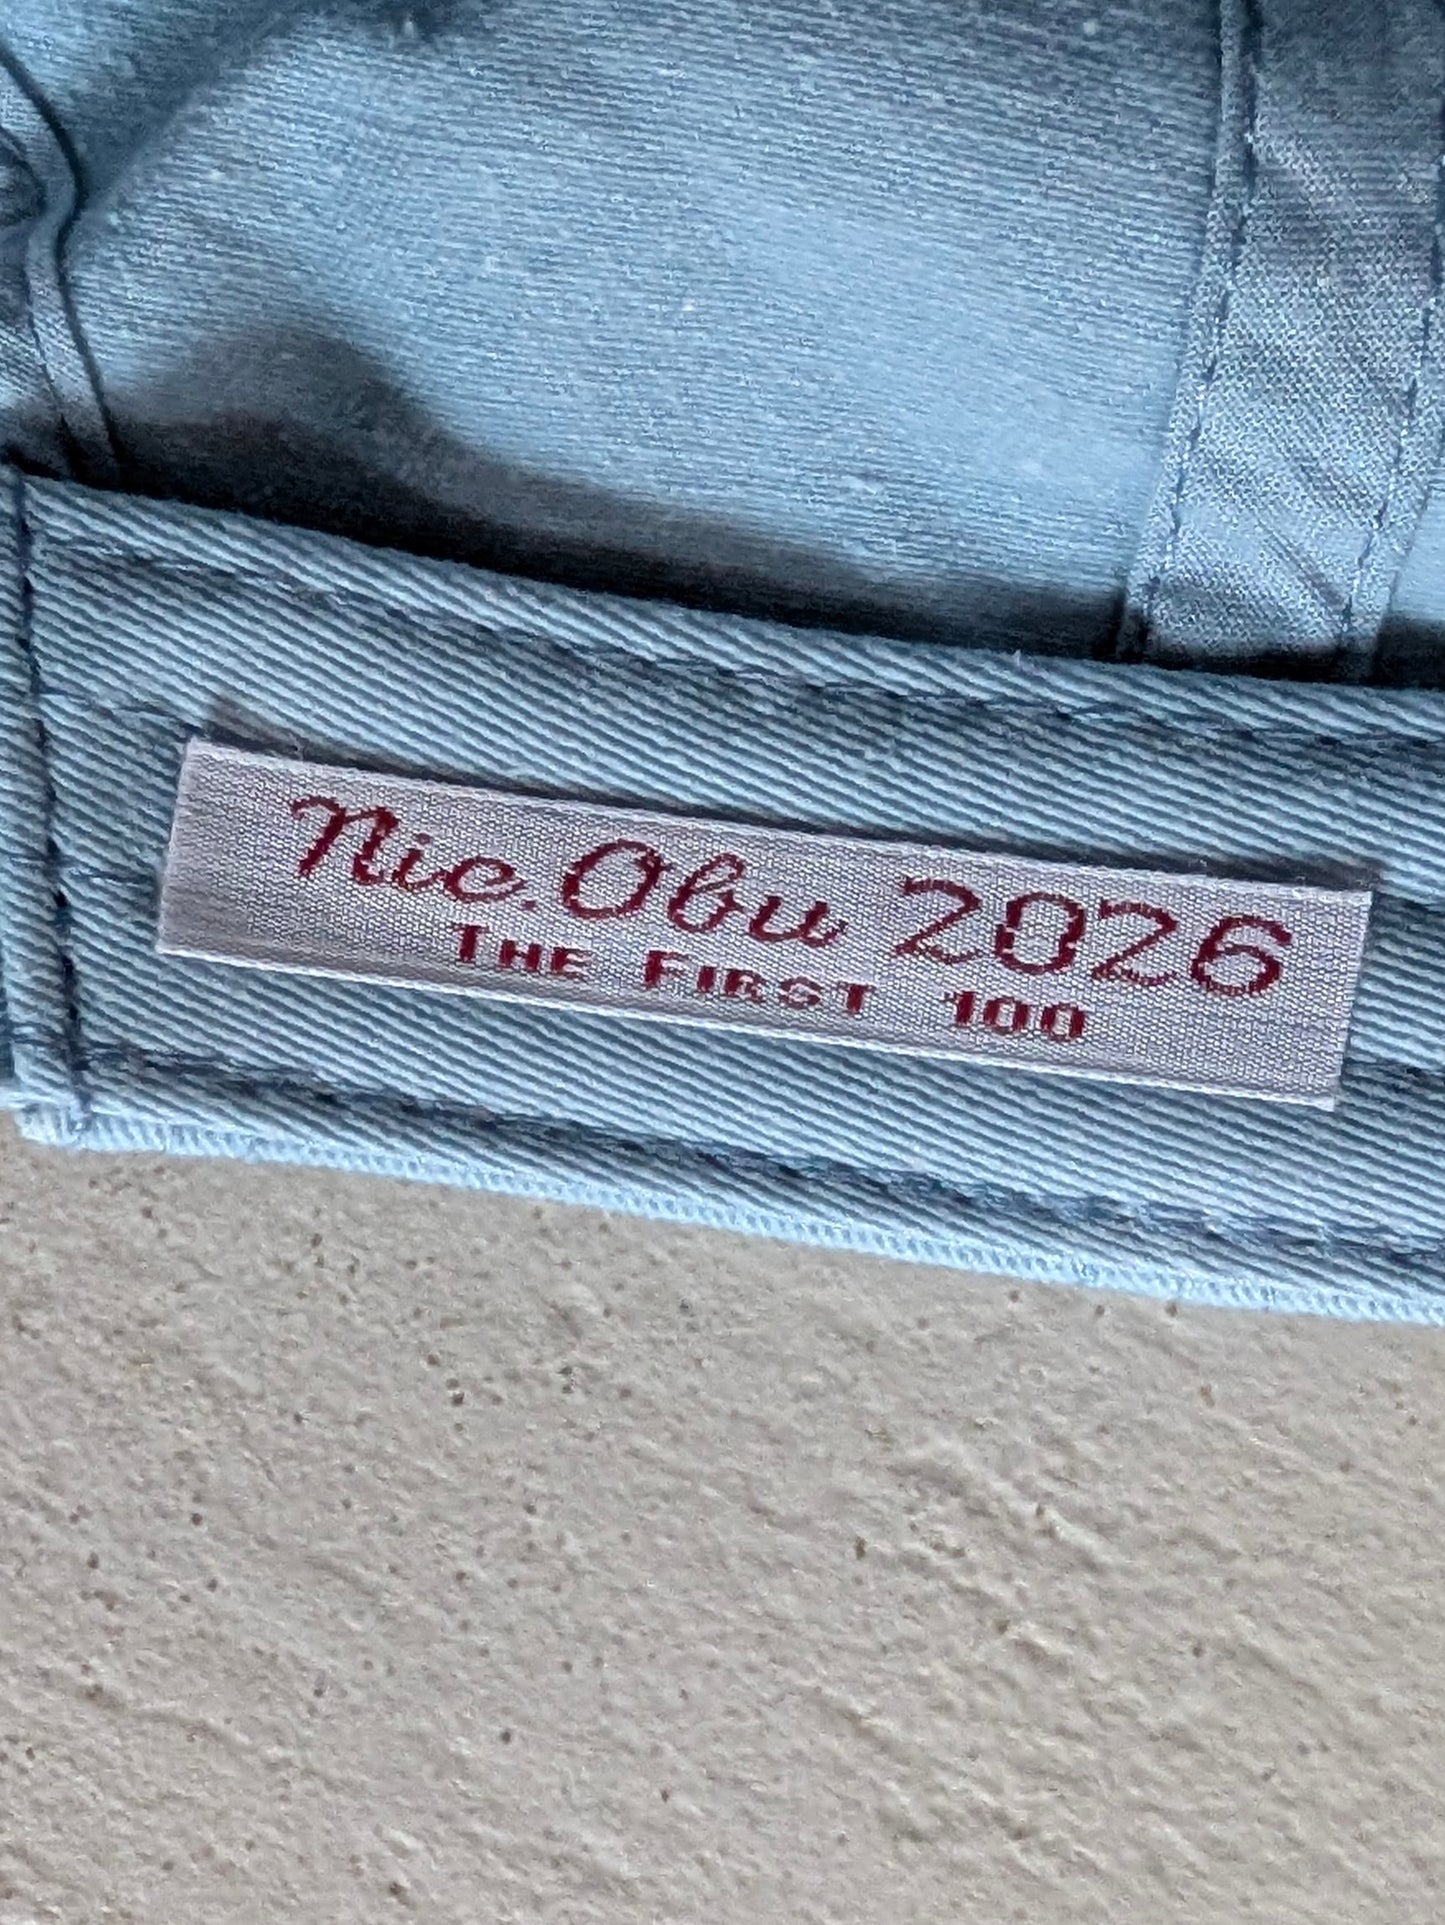 Nic.Obu 2026
THE FIRST 100